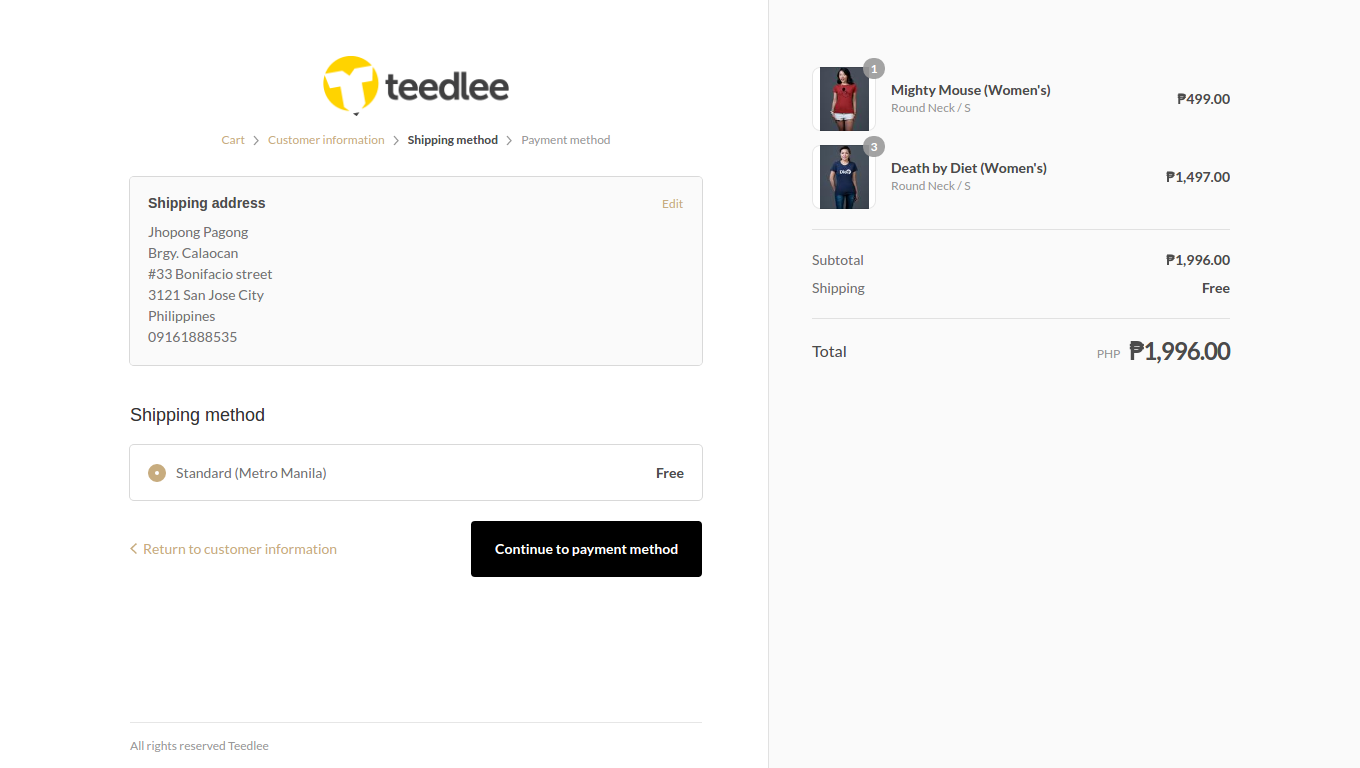 teedlee
Cart > Customer information > Shipping method > Payment method
Shipping address
Edit
Jhopong Pagong
Brgy. Calaocan
#33 Bonifacio street
3121 San Jose City
Philippines
09161888535
Shipping method
Standard (Metro Manila) Free
< Return to customer information
Continue to payment method
All rights reserved Teedlee
1
Mighty Mouse (Women's)
Round Neck / S
₱499.00
3
Death by Diet (Women's)
Round Neck / S
₱1,497.00
Subtotal ₱1,996.00
Shipping Free
Total PHP ₱1,996.00